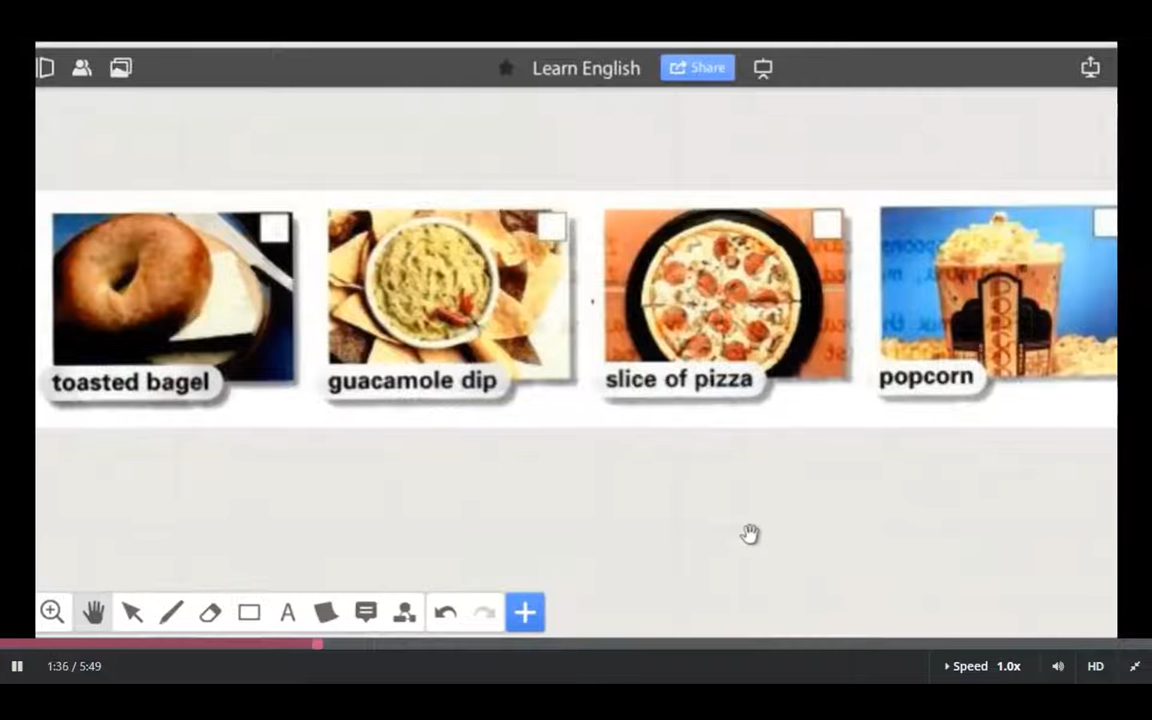 Learn English
Share
toasted bagel
guacamole dip
slice of pizza
popcorn
A
1:36 / 5:49
Speed 1.0x
HD